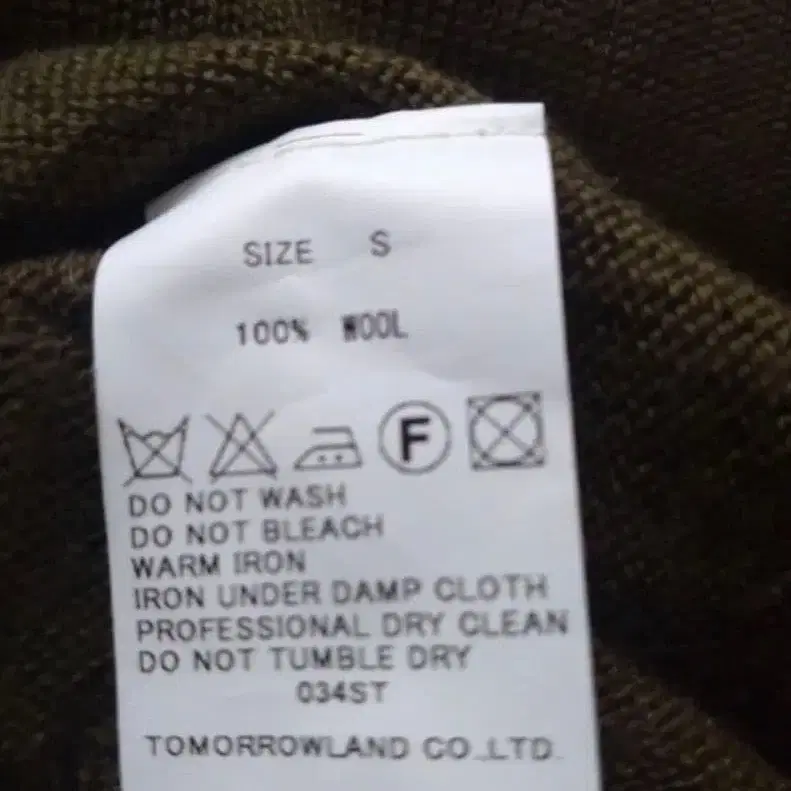 SIZE S
100% WOOL
F
DO NOT WASH
DO NOT BLEACH
WARM IRON
IRON UNDER DAMP CLOTH
PROFESSIONAL DRY CLEAN
DO NOT TUMBLE DRY
034ST
TOMORROWLAND CO.,LTD.